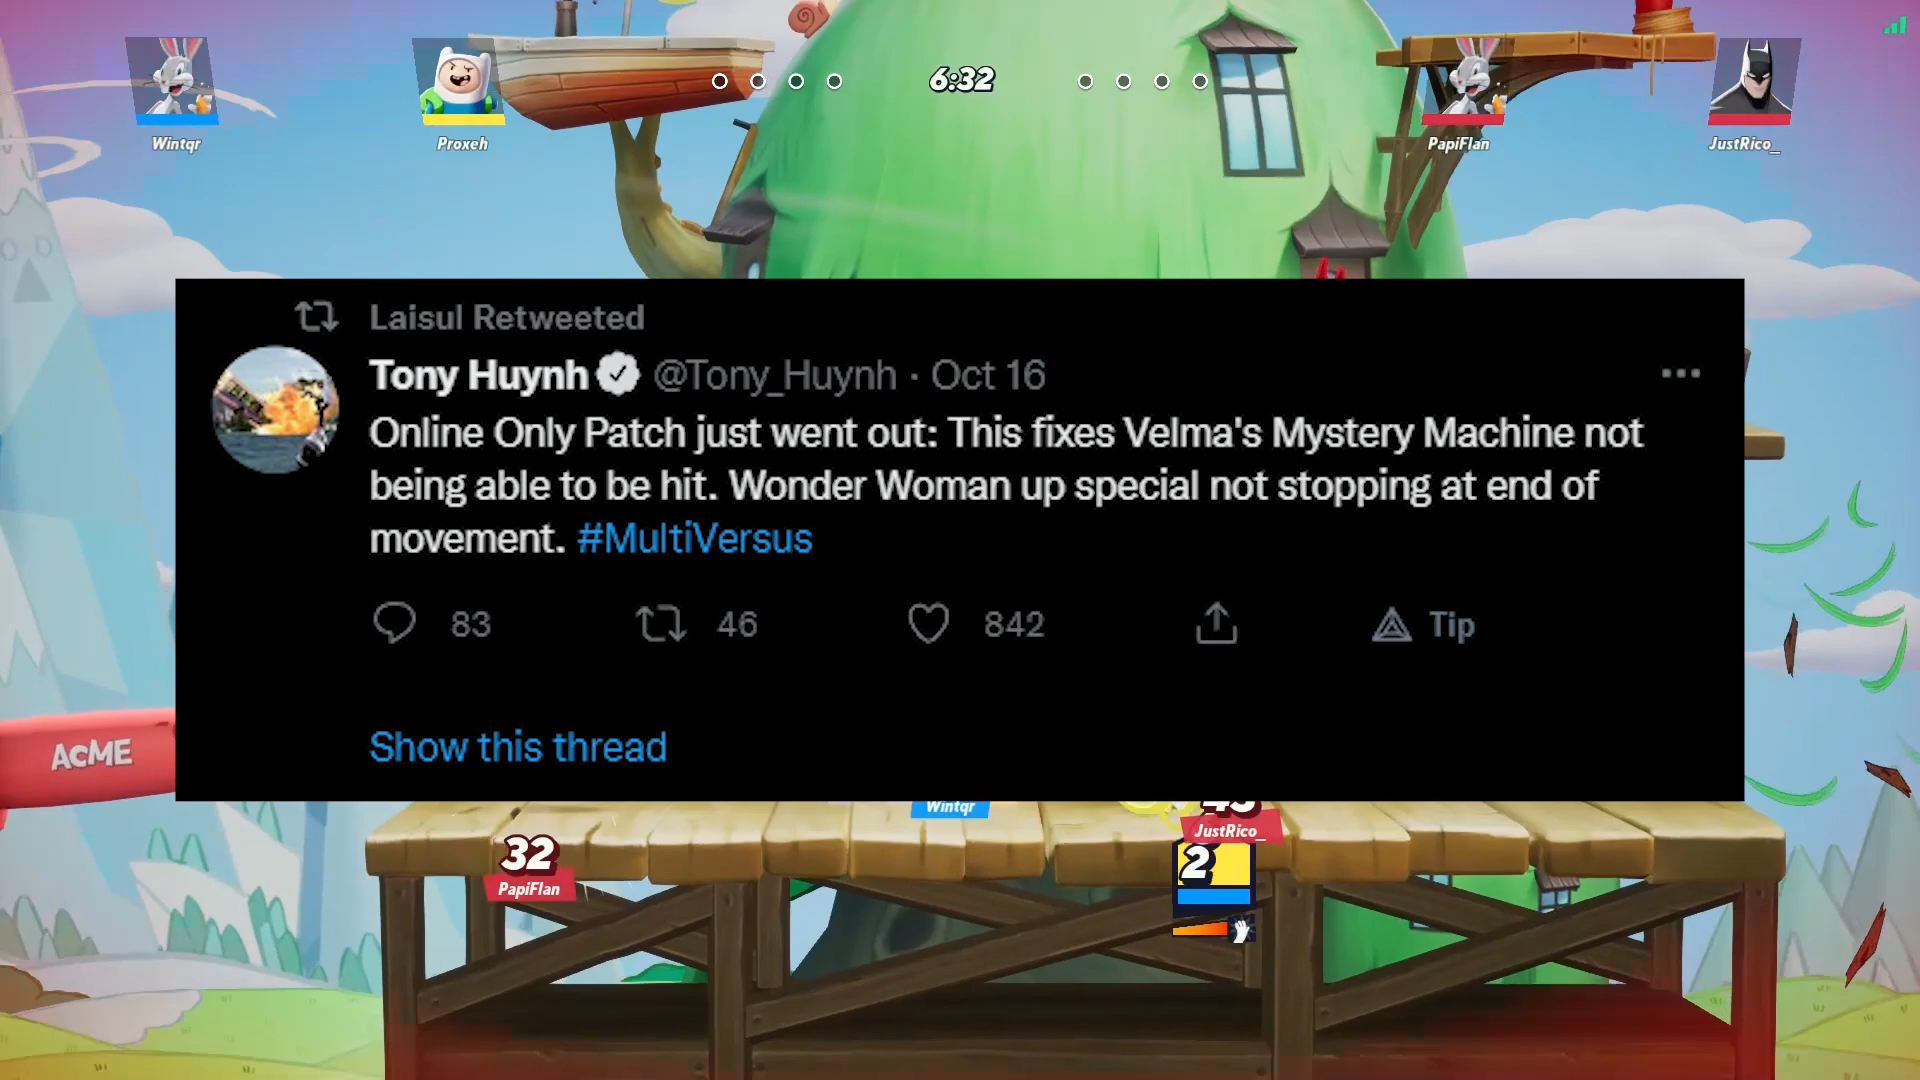 6:32
Wintqr
Proxeh
PapiFlan
JustRico_
Laisul Retweeted
Tony Huynh @Tony_Huynh · Oct 16
Online Only Patch just went out: This fixes Velma's Mystery Machine not
being able to be hit. Wonder Woman up special not stopping at end of
movement. #MultiVersus
83 46 842 Tip
Show this thread
ACME
Wintqr
JustRico_
32
2
PapiFlan